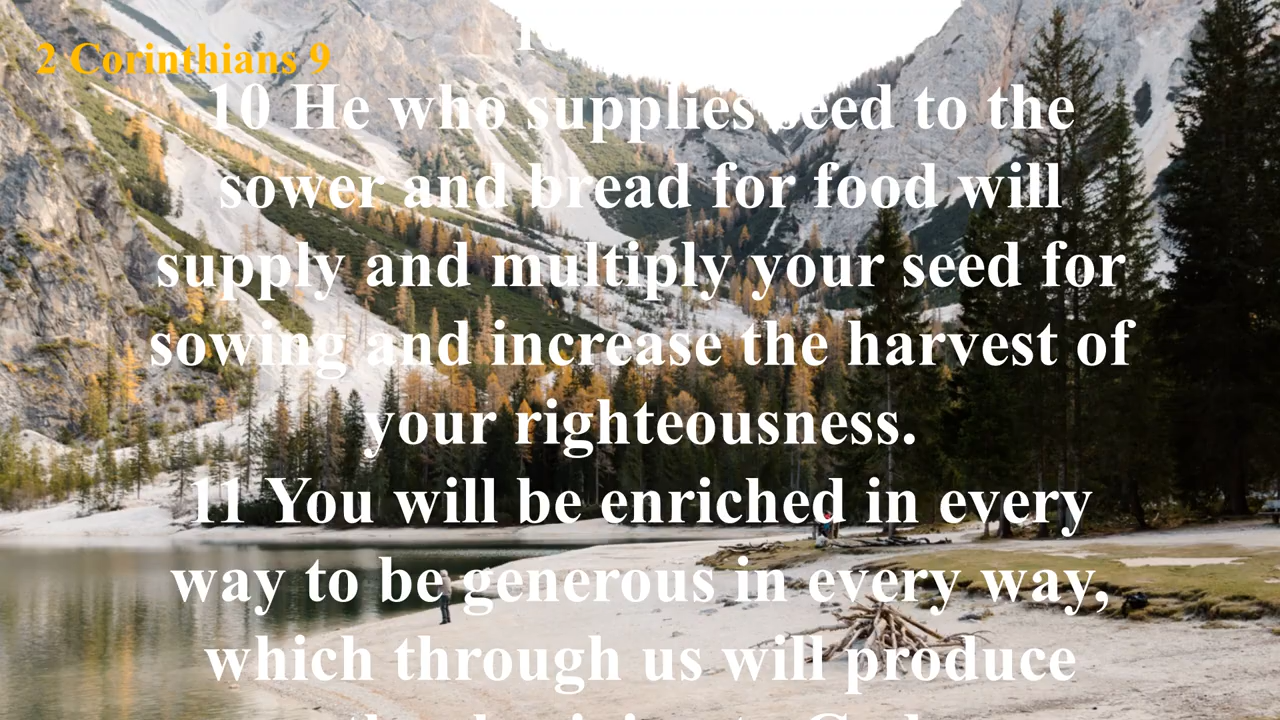 2 Corinthians 9
10 He who supplies seed to the
sower and bread for food will
supply and multiply your seed for
sowing and increase the harvest of
your righteousness.
11 You will be enriched in every
way to be generous in every way,
which through us will produce